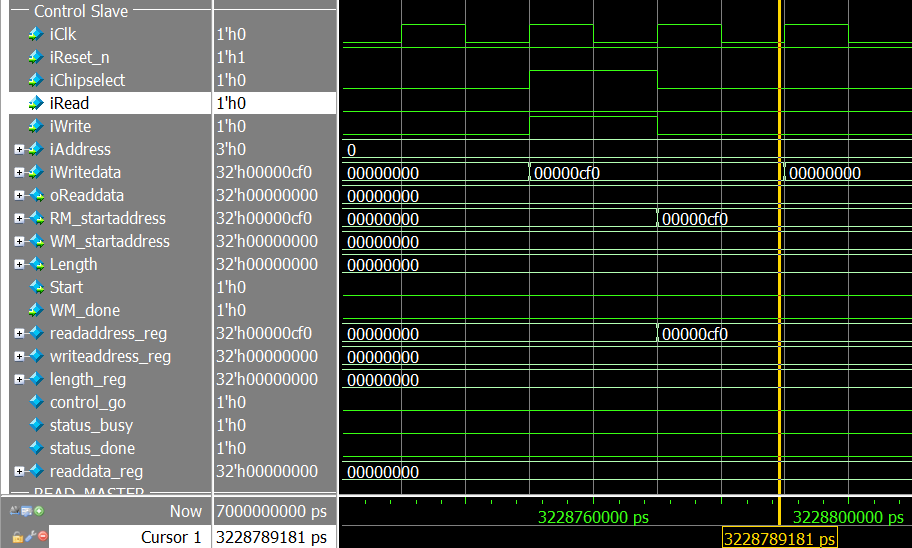 Control Slave
iClk 1'h0
iReset_n 1'h1
iChipselect 1'h0
iRead 1'h0
iWrite 1'h0
iAddress 3'h0 0
iWritedata 32'h00000cf0 00000000 00000cf0 00000000
oReaddata 32'h00000000 00000000
RM_startaddress 32'h00000cf0 00000000 00000cf0
WM_startaddress 32'h00000000 00000000
Length 32'h00000000 00000000
Start 1'h0
WM_done 1'h0
readaddress_reg 32'h00000cf0 00000000 00000cf0
writeaddress_reg 32'h00000000 00000000
length_reg 32'h00000000 00000000
control_go 1'h0
status_busy 1'h0
status_done 1'h0
readdata_reg 32'h00000000 00000000
READ_MASTER
Now 7000000000 ps 3228760000 ps 3228800000 ps
Cursor 1 3228789181 ps 3228789181 ps